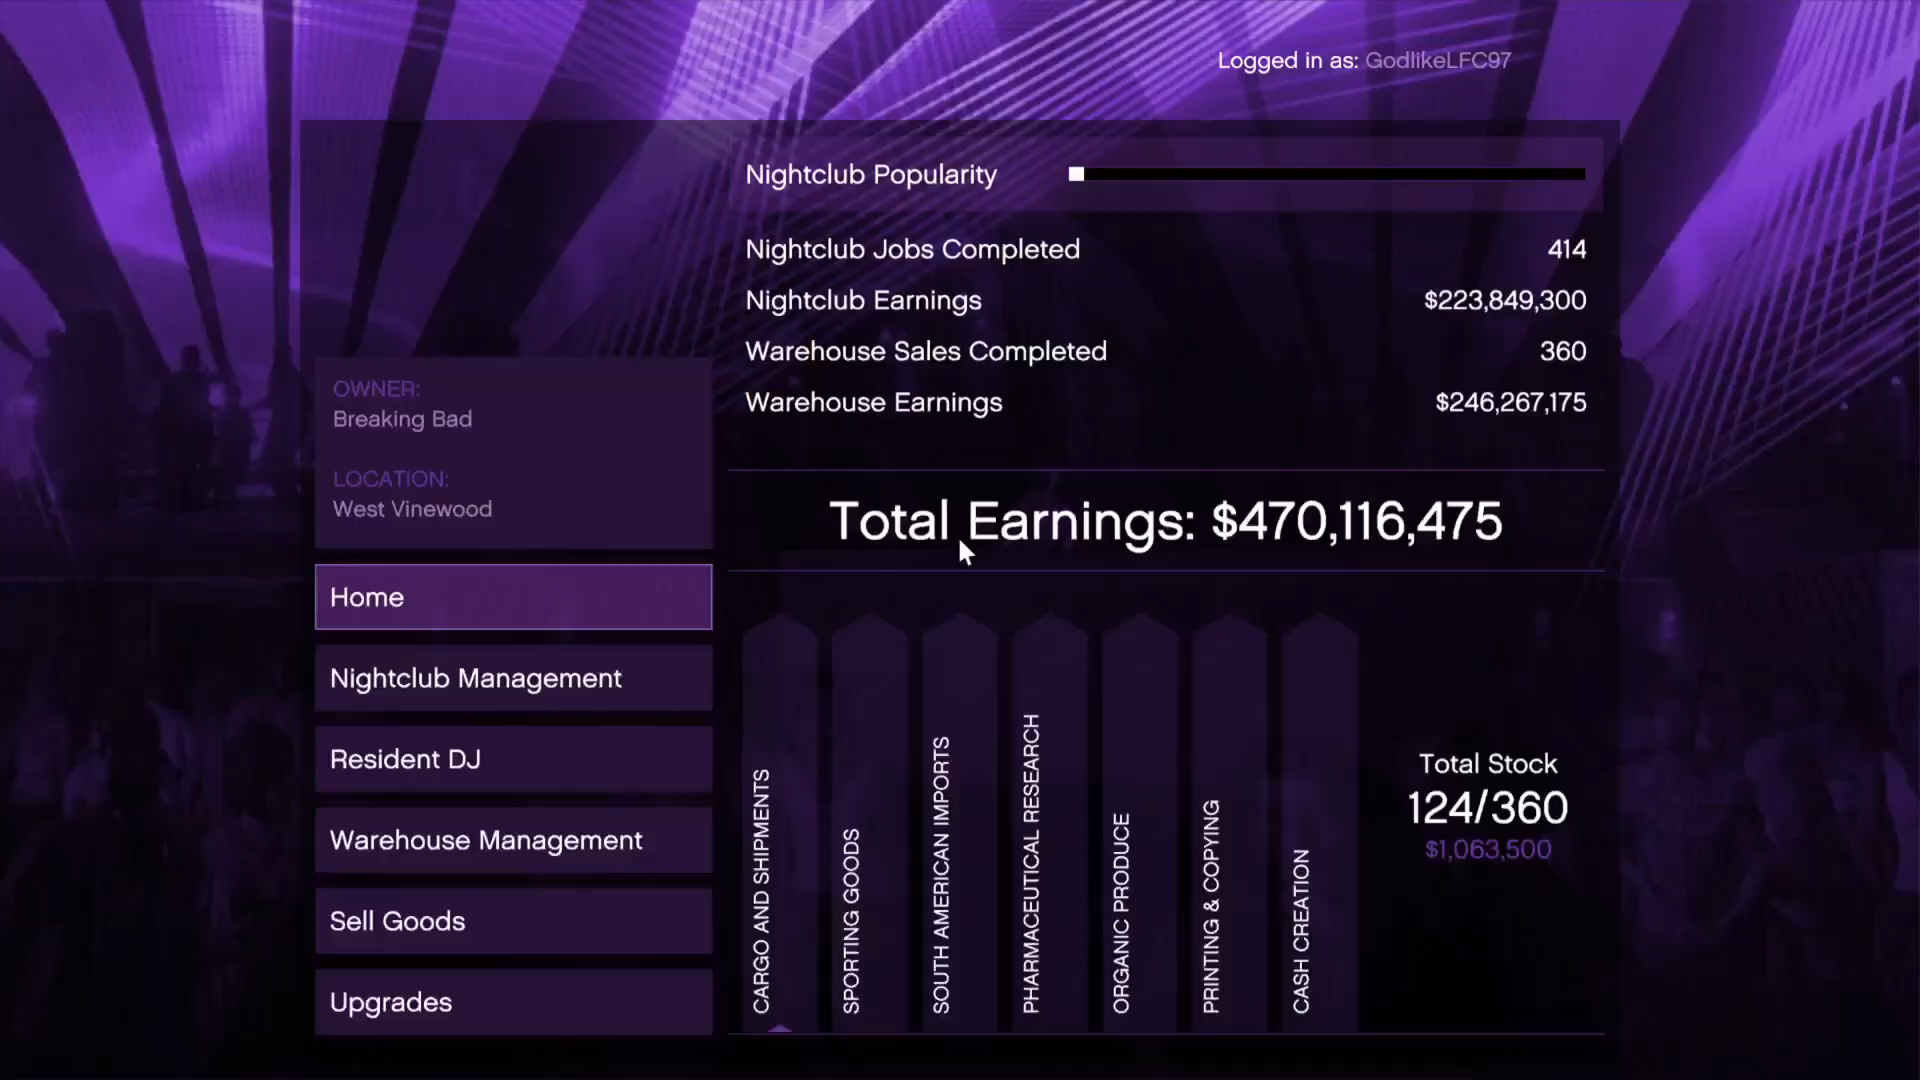 Logged in as: GodlikeLFC97
Nightclub Popularity
Nightclub Jobs Completed 414
Nightclub Earnings $223,849,300
Warehouse Sales Completed 360
Warehouse Earnings $246,267,175
OWNER:
Breaking Bad
LOCATION:
West Vinewood
Total Earnings: $470,116,475
Home
Nightclub Management
Resident DJ
Warehouse Management
Sell Goods
Upgrades
CARGO AND SHIPMENTS
SPORTING GOODS
SOUTH AMERICAN IMPORTS
PHARMACEUTICAL RESEARCH
ORGANIC PRODUCE
PRINTING & COPYING
CASH CREATION
Total Stock
124/360
$1,063,500